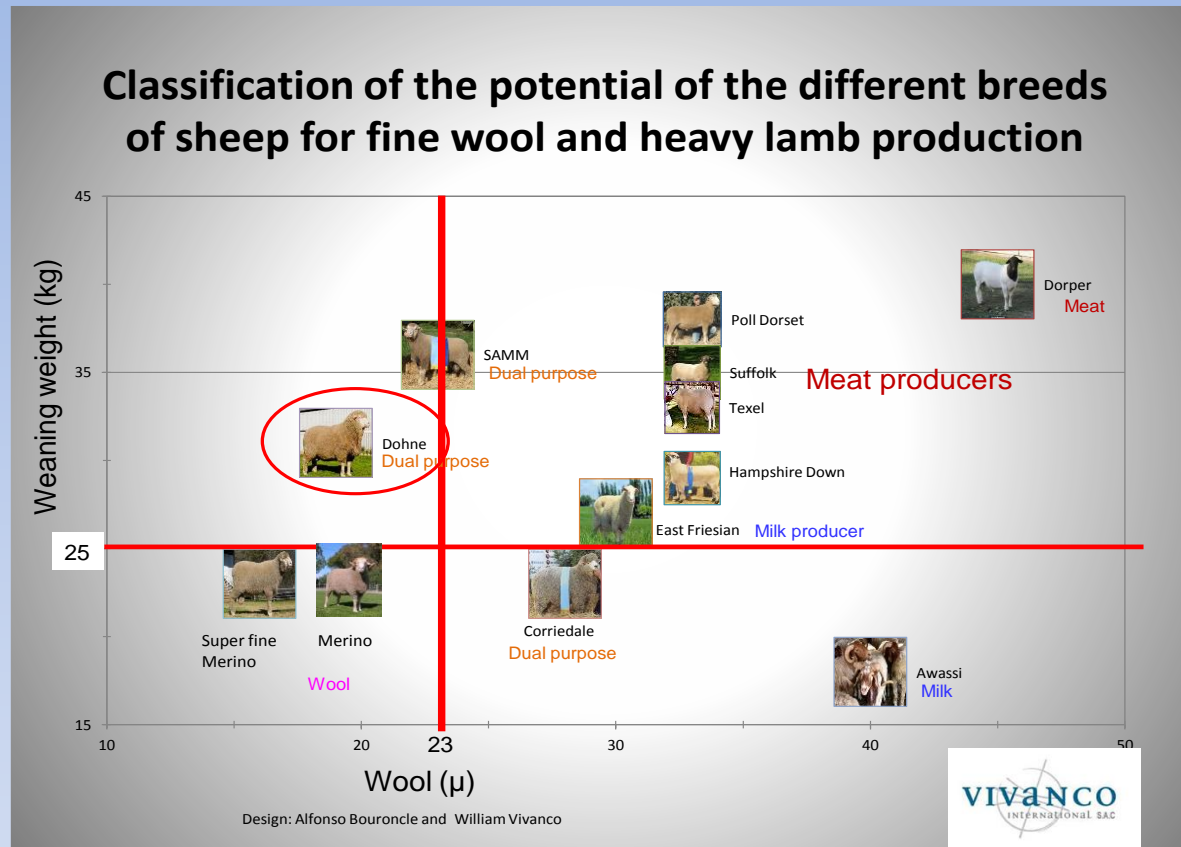 Classification of the potential of the different breeds
of sheep for fine wool and heavy lamb production
45
Weaning weight (kg)
Dorper
Meat
Poll Dorset
SAMM
Dual purpose
35
Suffolk
Meat producers
Texel
Dohne
Dual purpose
Hampshire Down
East Friesian
Milk producer
25
Super fine
Merino
Merino
Wool
Corriedale
Dual purpose
Awassi
Milk
15
10
20
23
30
40
50
Wool (µ)
Design: Alfonso Bouroncle and William Vivanco
VIVANCO
INTERNATIONAL SAC